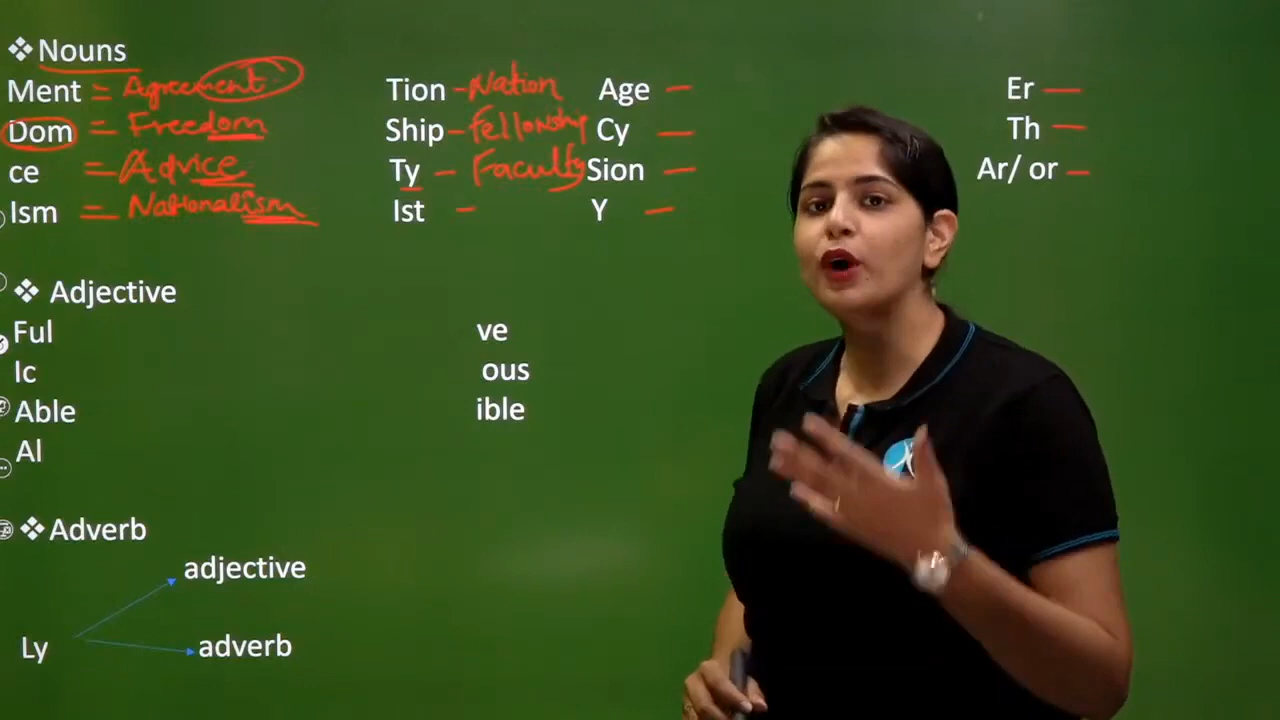 ❖ Nouns
Ment = Agreement Tion - Nation Age - Er -
Dom = Freedom Ship - Fellowship Cy - Th -
ce = Advice Ty - Faculty Sion - Ar/ or -
Ism = Nationalism Ist - Y -
❖ Adjective
Ful ve
Ic ous
Able ible
Al
❖ Adverb
adjective
Ly
adverb